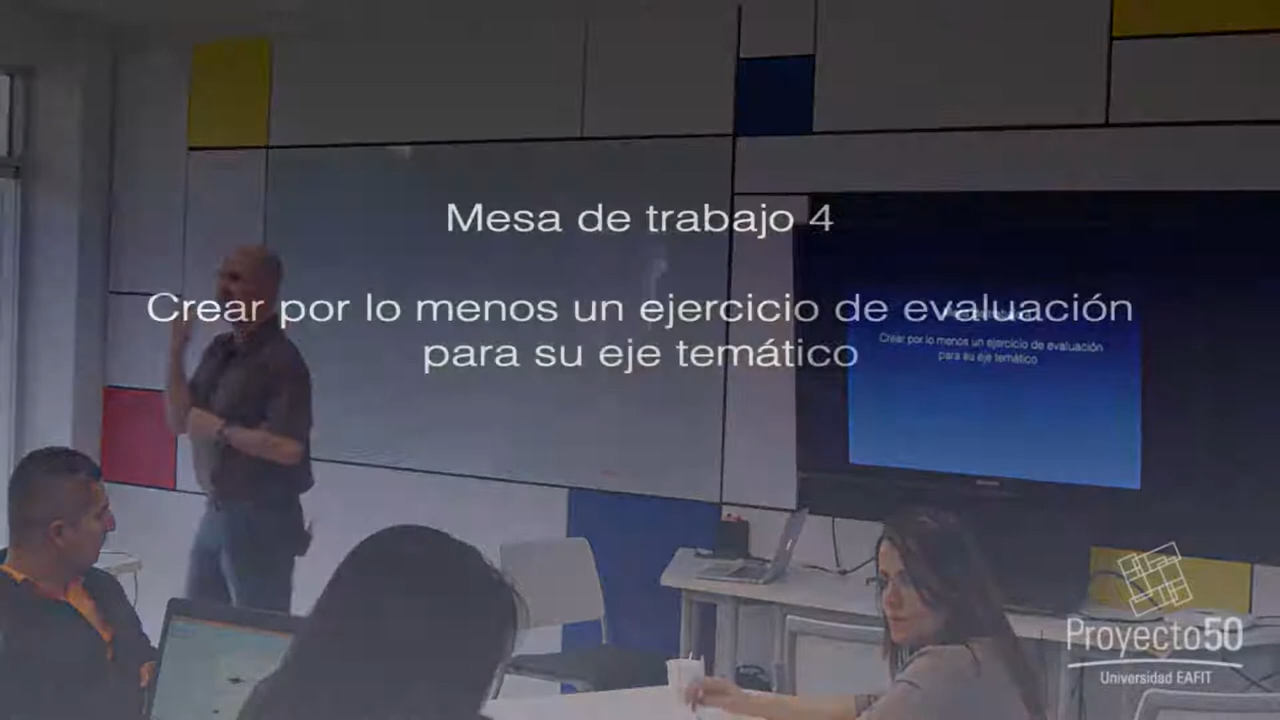 Mesa de trabajo 4
Crear por lo menos un ejercicio de evaluación
para su eje temático
Crear por lo menos un ejercicio de evaluación
para su eje temático
Proyecto50
Universidad EAFIT